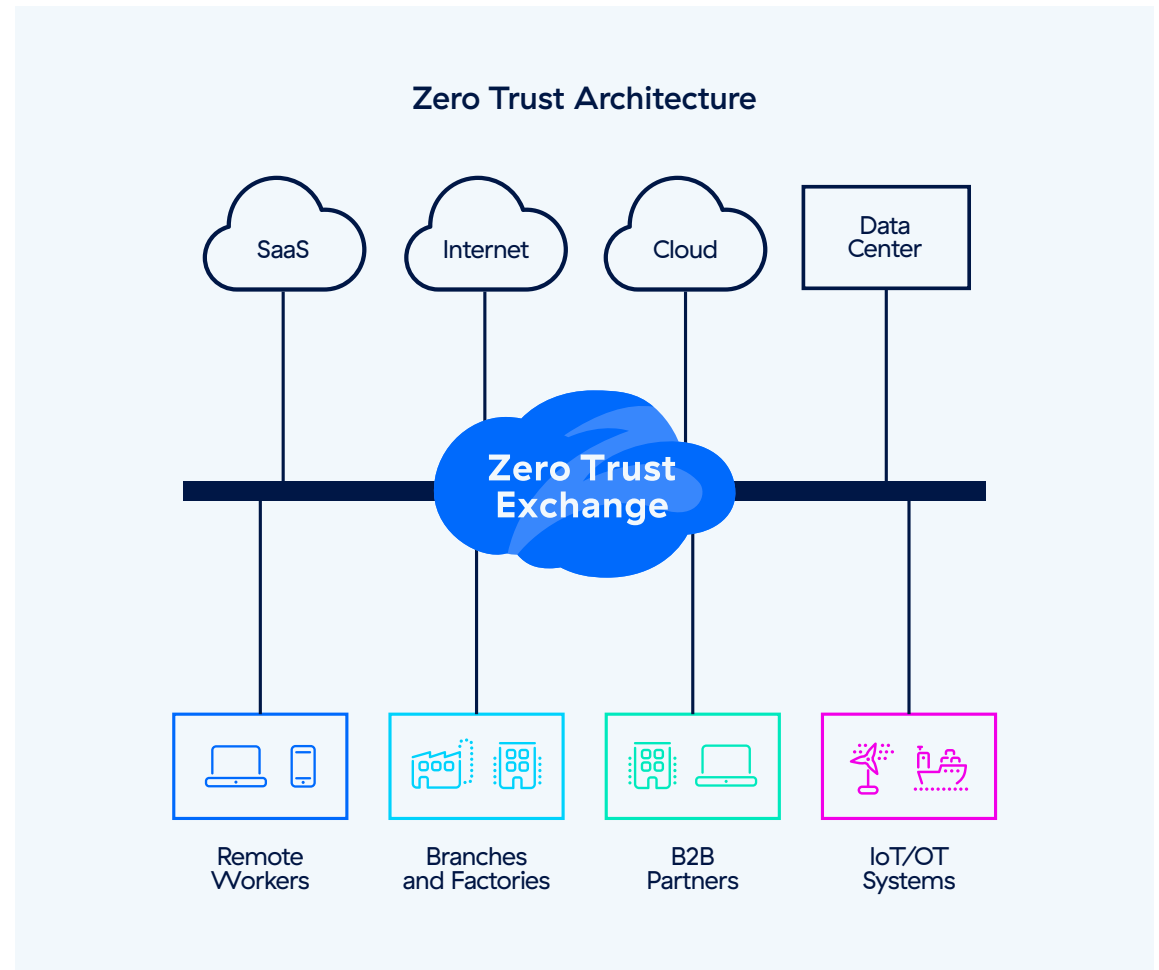 Zero Trust Architecture
SaaS
Internet
Cloud
Data
Center
Zero Trust
Exchange
Remote
Workers
Branches
and Factories
B2B
Partners
IoT/OT
Systems